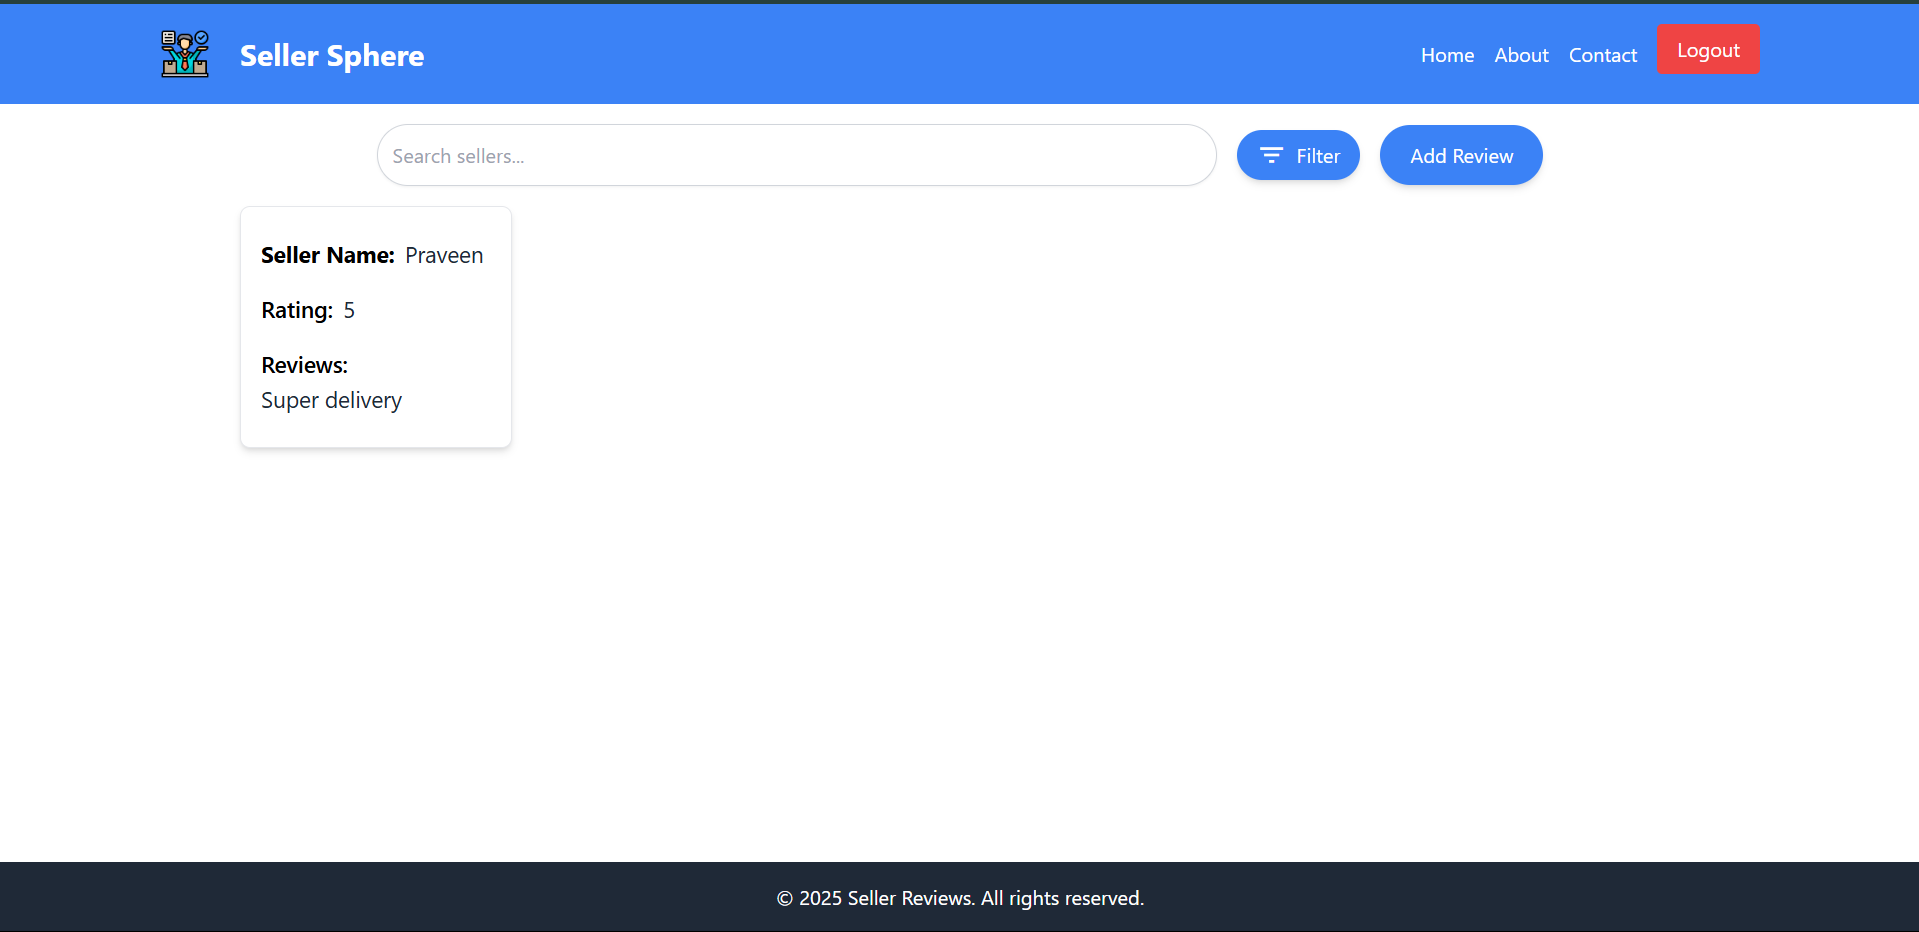 Seller Sphere
Home About Contact Logout
Search sellers...
Filter
Add Review
Seller Name: Praveen
Rating: 5
Reviews:
Super delivery
© 2025 Seller Reviews. All rights reserved.